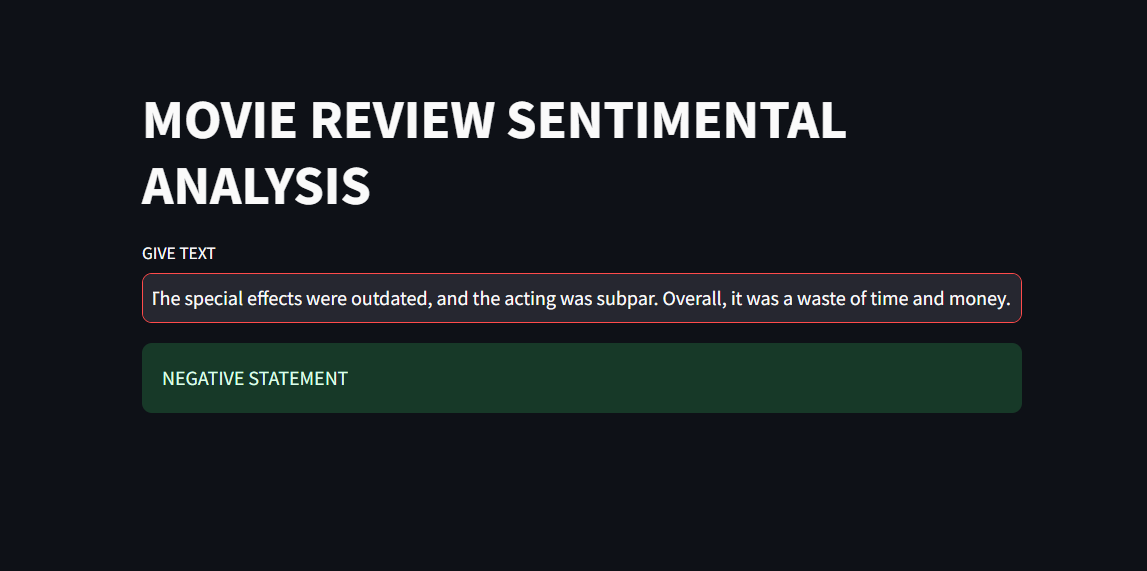 MOVIE REVIEW SENTIMENTAL
ANALYSIS
GIVE TEXT
The special effects were outdated, and the acting was subpar. Overall, it was a waste of time and money.
NEGATIVE STATEMENT